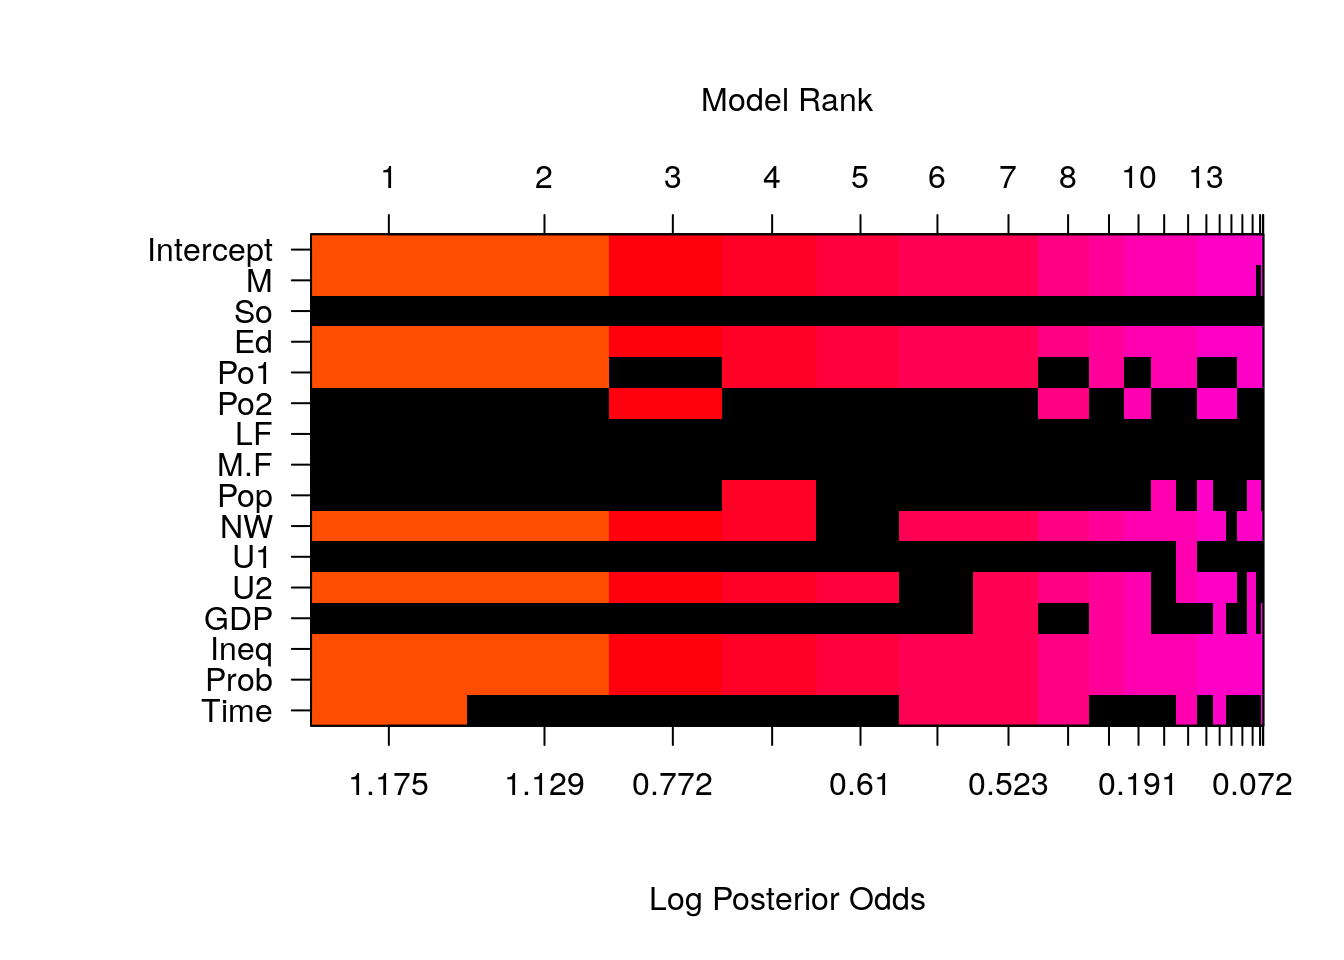 Model Rank
1 2 3 4 5 6 7 8 10 13
Intercept
M
So
Ed
Po1
Po2
LF
M.F
Pop
NW
U1
U2
GDP
Ineq
Prob
Time
1.175 1.129 0.772 0.61 0.523 0.191 0.072
Log Posterior Odds